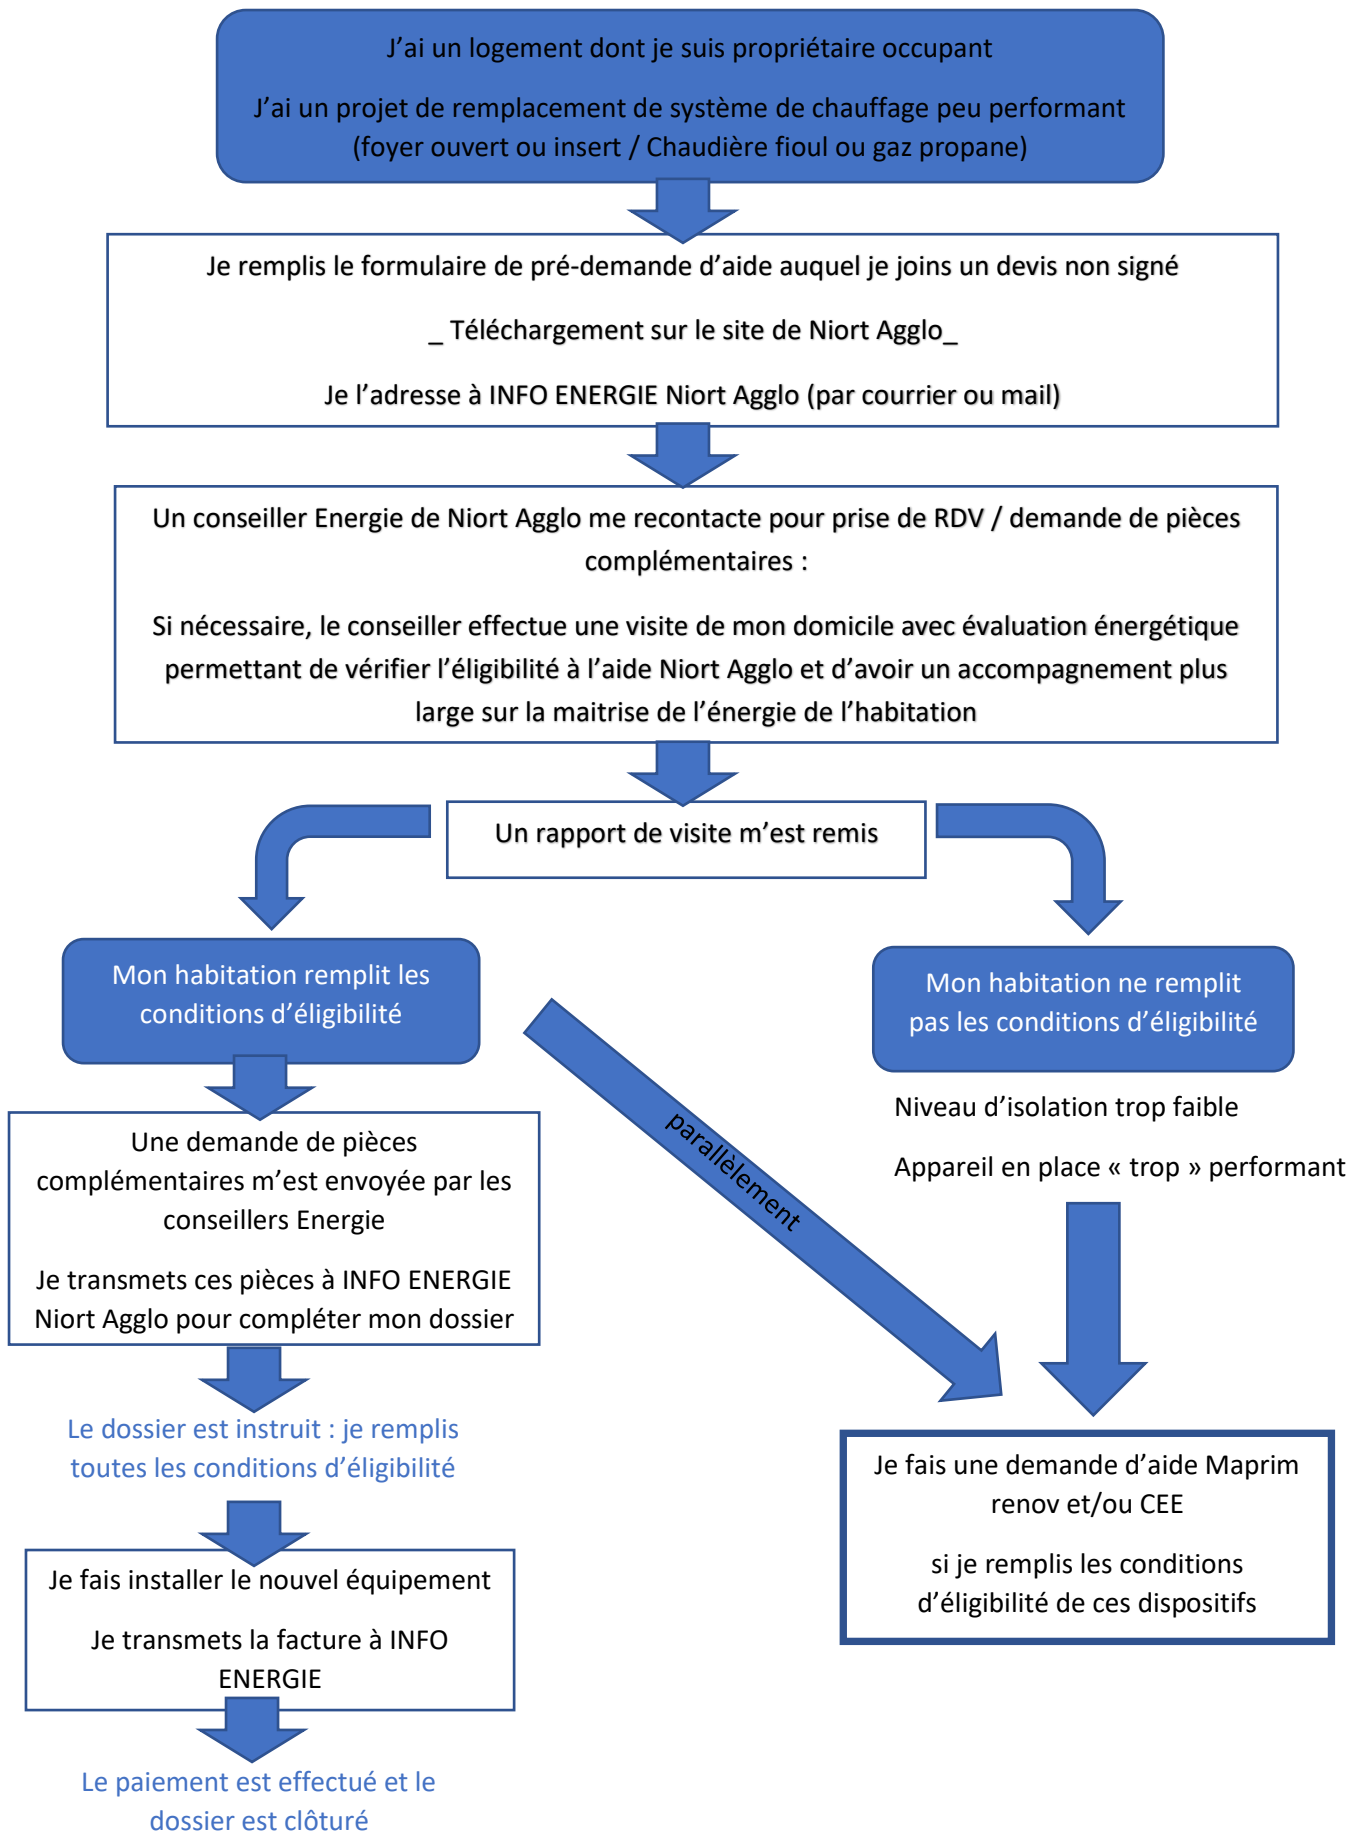 J’ai un logement dont je suis propriétaire occupant
J’ai un projet de remplacement de système de chauffage peu performant
(foyer ouvert ou insert / Chaudière fioul ou gaz propane)
Je remplis le formulaire de pré-demande d’aide auquel je joins un devis non signé
_ Téléchargement sur le site de Niort Agglo_
Je l’adresse à INFO ENERGIE Niort Agglo (par courrier ou mail)
Un conseiller Energie de Niort Agglo me recontacte pour prise de RDV / demande de pièces
complémentaires :
Si nécessaire, le conseiller effectue une visite de mon domicile avec évaluation énergétique
permettant de vérifier l’éligibilité à l’aide Niort Agglo et d’avoir un accompagnement plus
large sur la maitrise de l’énergie de l’habitation
Un rapport de visite m’est remis
Mon habitation remplit les
conditions d’éligibilité
Mon habitation ne remplit
pas les conditions d’éligibilité
Niveau d’isolation trop faible
Appareil en place « trop » performant
parallèlement
Une demande de pièces
complémentaires m’est envoyée par les
conseillers Energie
Je transmets ces pièces à INFO ENERGIE
Niort Agglo pour compléter mon dossier
Le dossier est instruit : je remplis
toutes les conditions d’éligibilité
Je fais une demande d’aide Maprim
renov et/ou CEE
si je remplis les conditions
d’éligibilité de ces dispositifs
Je fais installer le nouvel équipement
Je transmets la facture à INFO
ENERGIE
Le paiement est effectué et le
dossier est clôturé